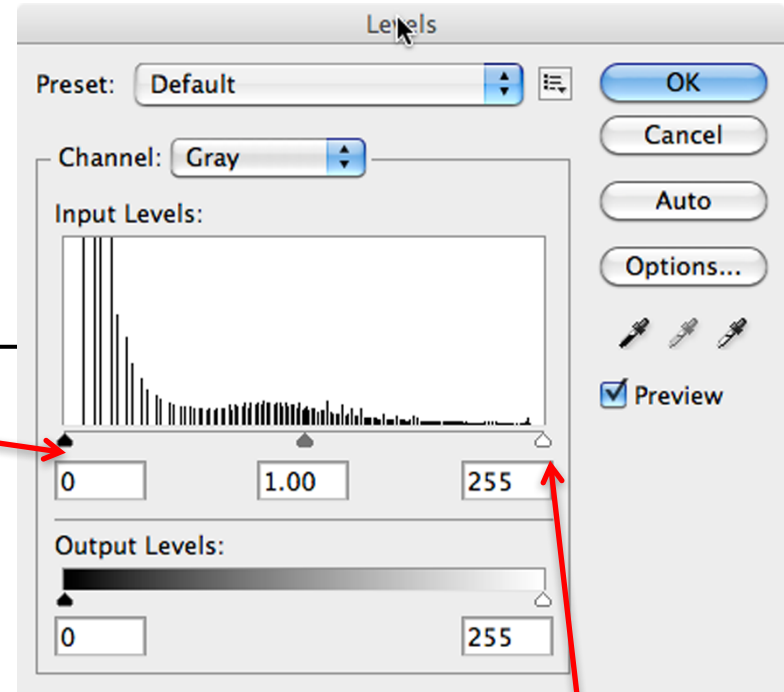 Levels
Preset: Default
OK
Channel: Gray
Cancel
Input Levels:
Auto
Options...
Preview
0 1.00 255
Output Levels:
0 255